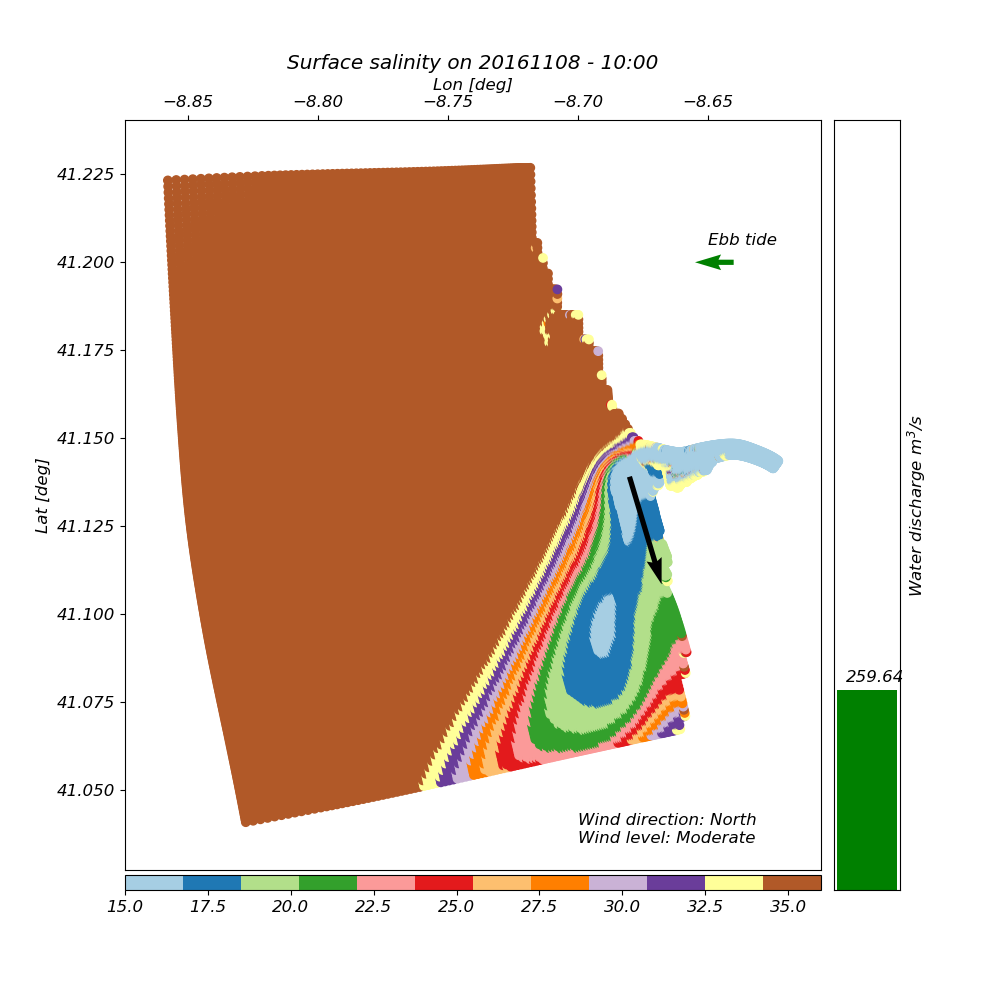 Surface salinity on 20161108 - 10:00
Lon [deg]
−8.85 −8.80 −8.75 −8.70 −8.65
41.225
41.200
41.175
41.150
41.125
41.100
41.075
41.050
Lat [deg]
Ebb tide
Wind direction: North
Wind level: Moderate
15.0 17.5 20.0 22.5 25.0 27.5 30.0 32.5 35.0
259.64
Water discharge m³/s